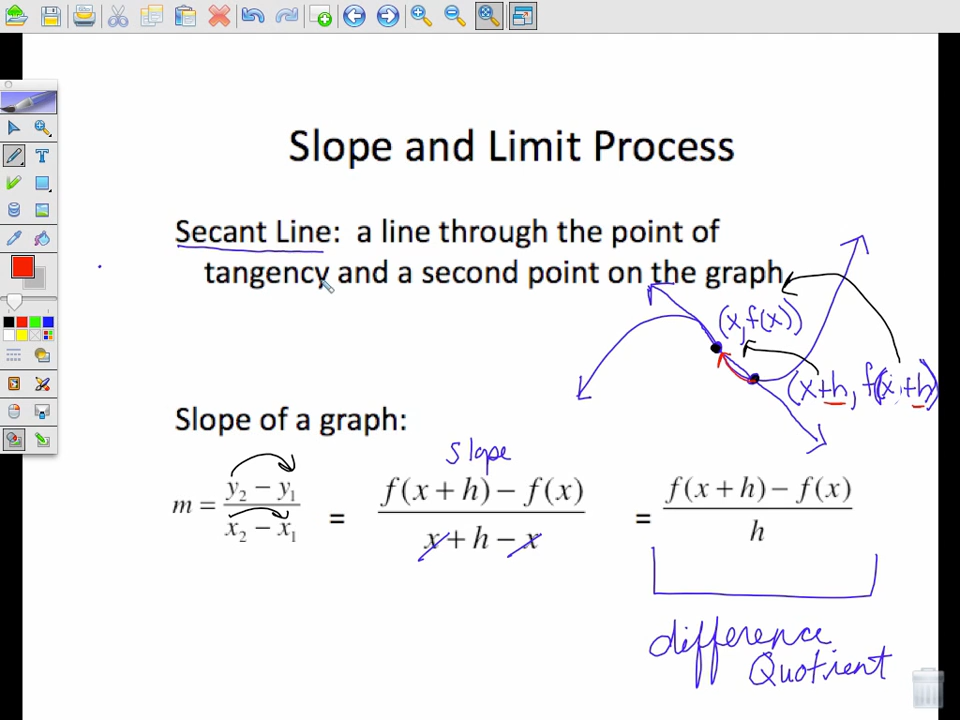 Slope and Limit Process
Secant Line: a line through the point of
tangency and a second point on the graph
(x, f(x))
(x+h, f(x+h))
Slope of a graph:
slope
m = y₂ − y₁ / x₂ − x₁ = f(x + h) − f(x) / x + h − x = f(x + h) − f(x) / h
difference
Quotient
T